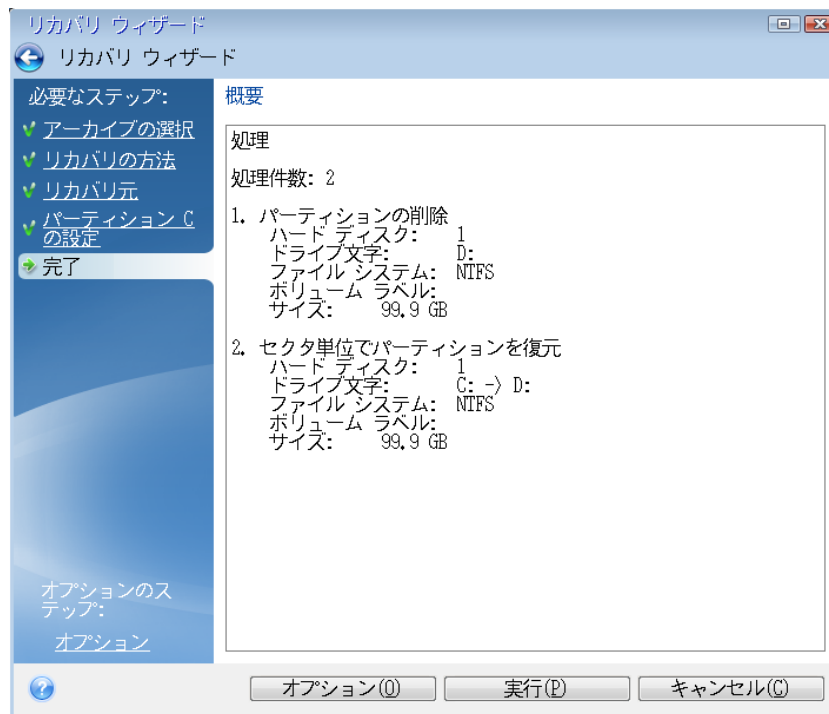 リカバリ ウィザード
リカバリ ウィザード
必要なステップ:
アーカイブの選択
リカバリの方法
リカバリ元
パーティション C
の設定
完了
オプションのス
テップ:
オプション
概要
処理
処理件数: 2
1. パーティションの削除
ハード ディスク: 1
ドライブ文字: D:
ファイル システム: NTFS
ボリューム ラベル:
サイズ: 99.9 GB
2. セクタ単位でパーティションを復元
ハード ディスク: 1
ドライブ文字: C: -> D:
ファイル システム: NTFS
ボリューム ラベル:
サイズ: 99.9 GB
オプション(O) 実行(P) キャンセル(C)